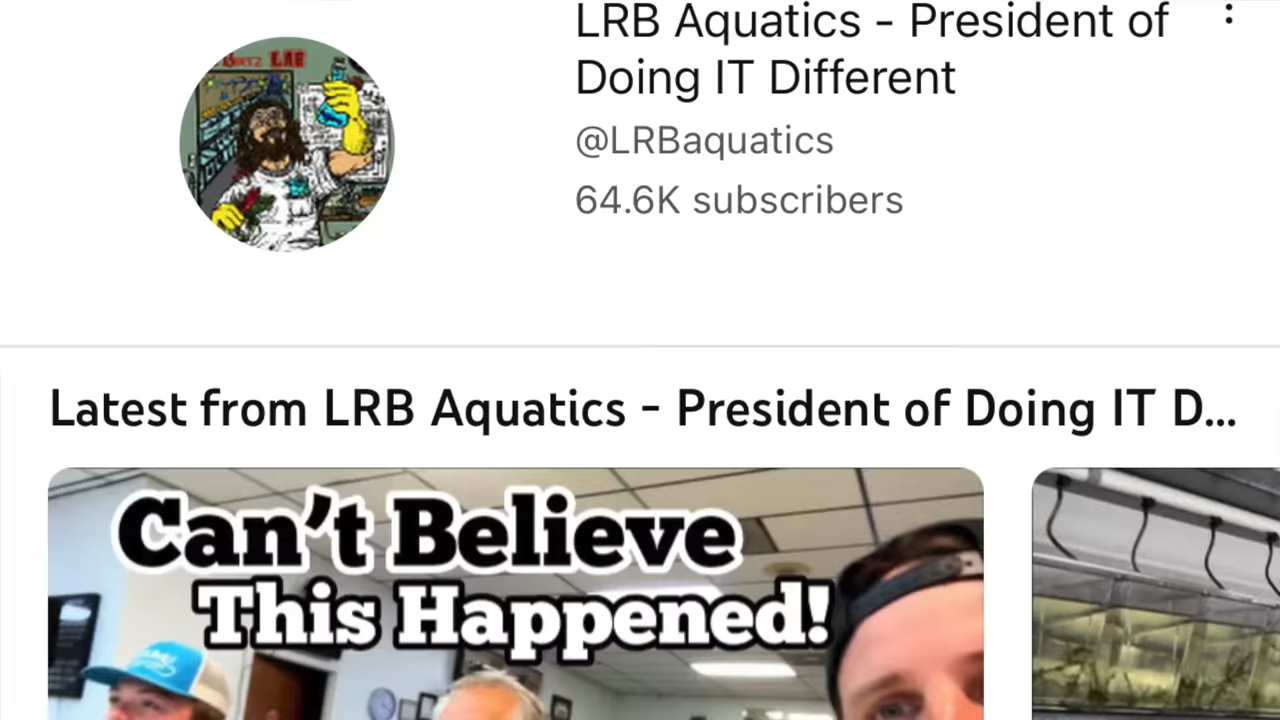 LRB Aquatics - President of
Doing IT Different
@LRBaquatics
64.6K subscribers
Latest from LRB Aquatics - President of Doing IT D...
Can't Believe
This Happened!
LAB